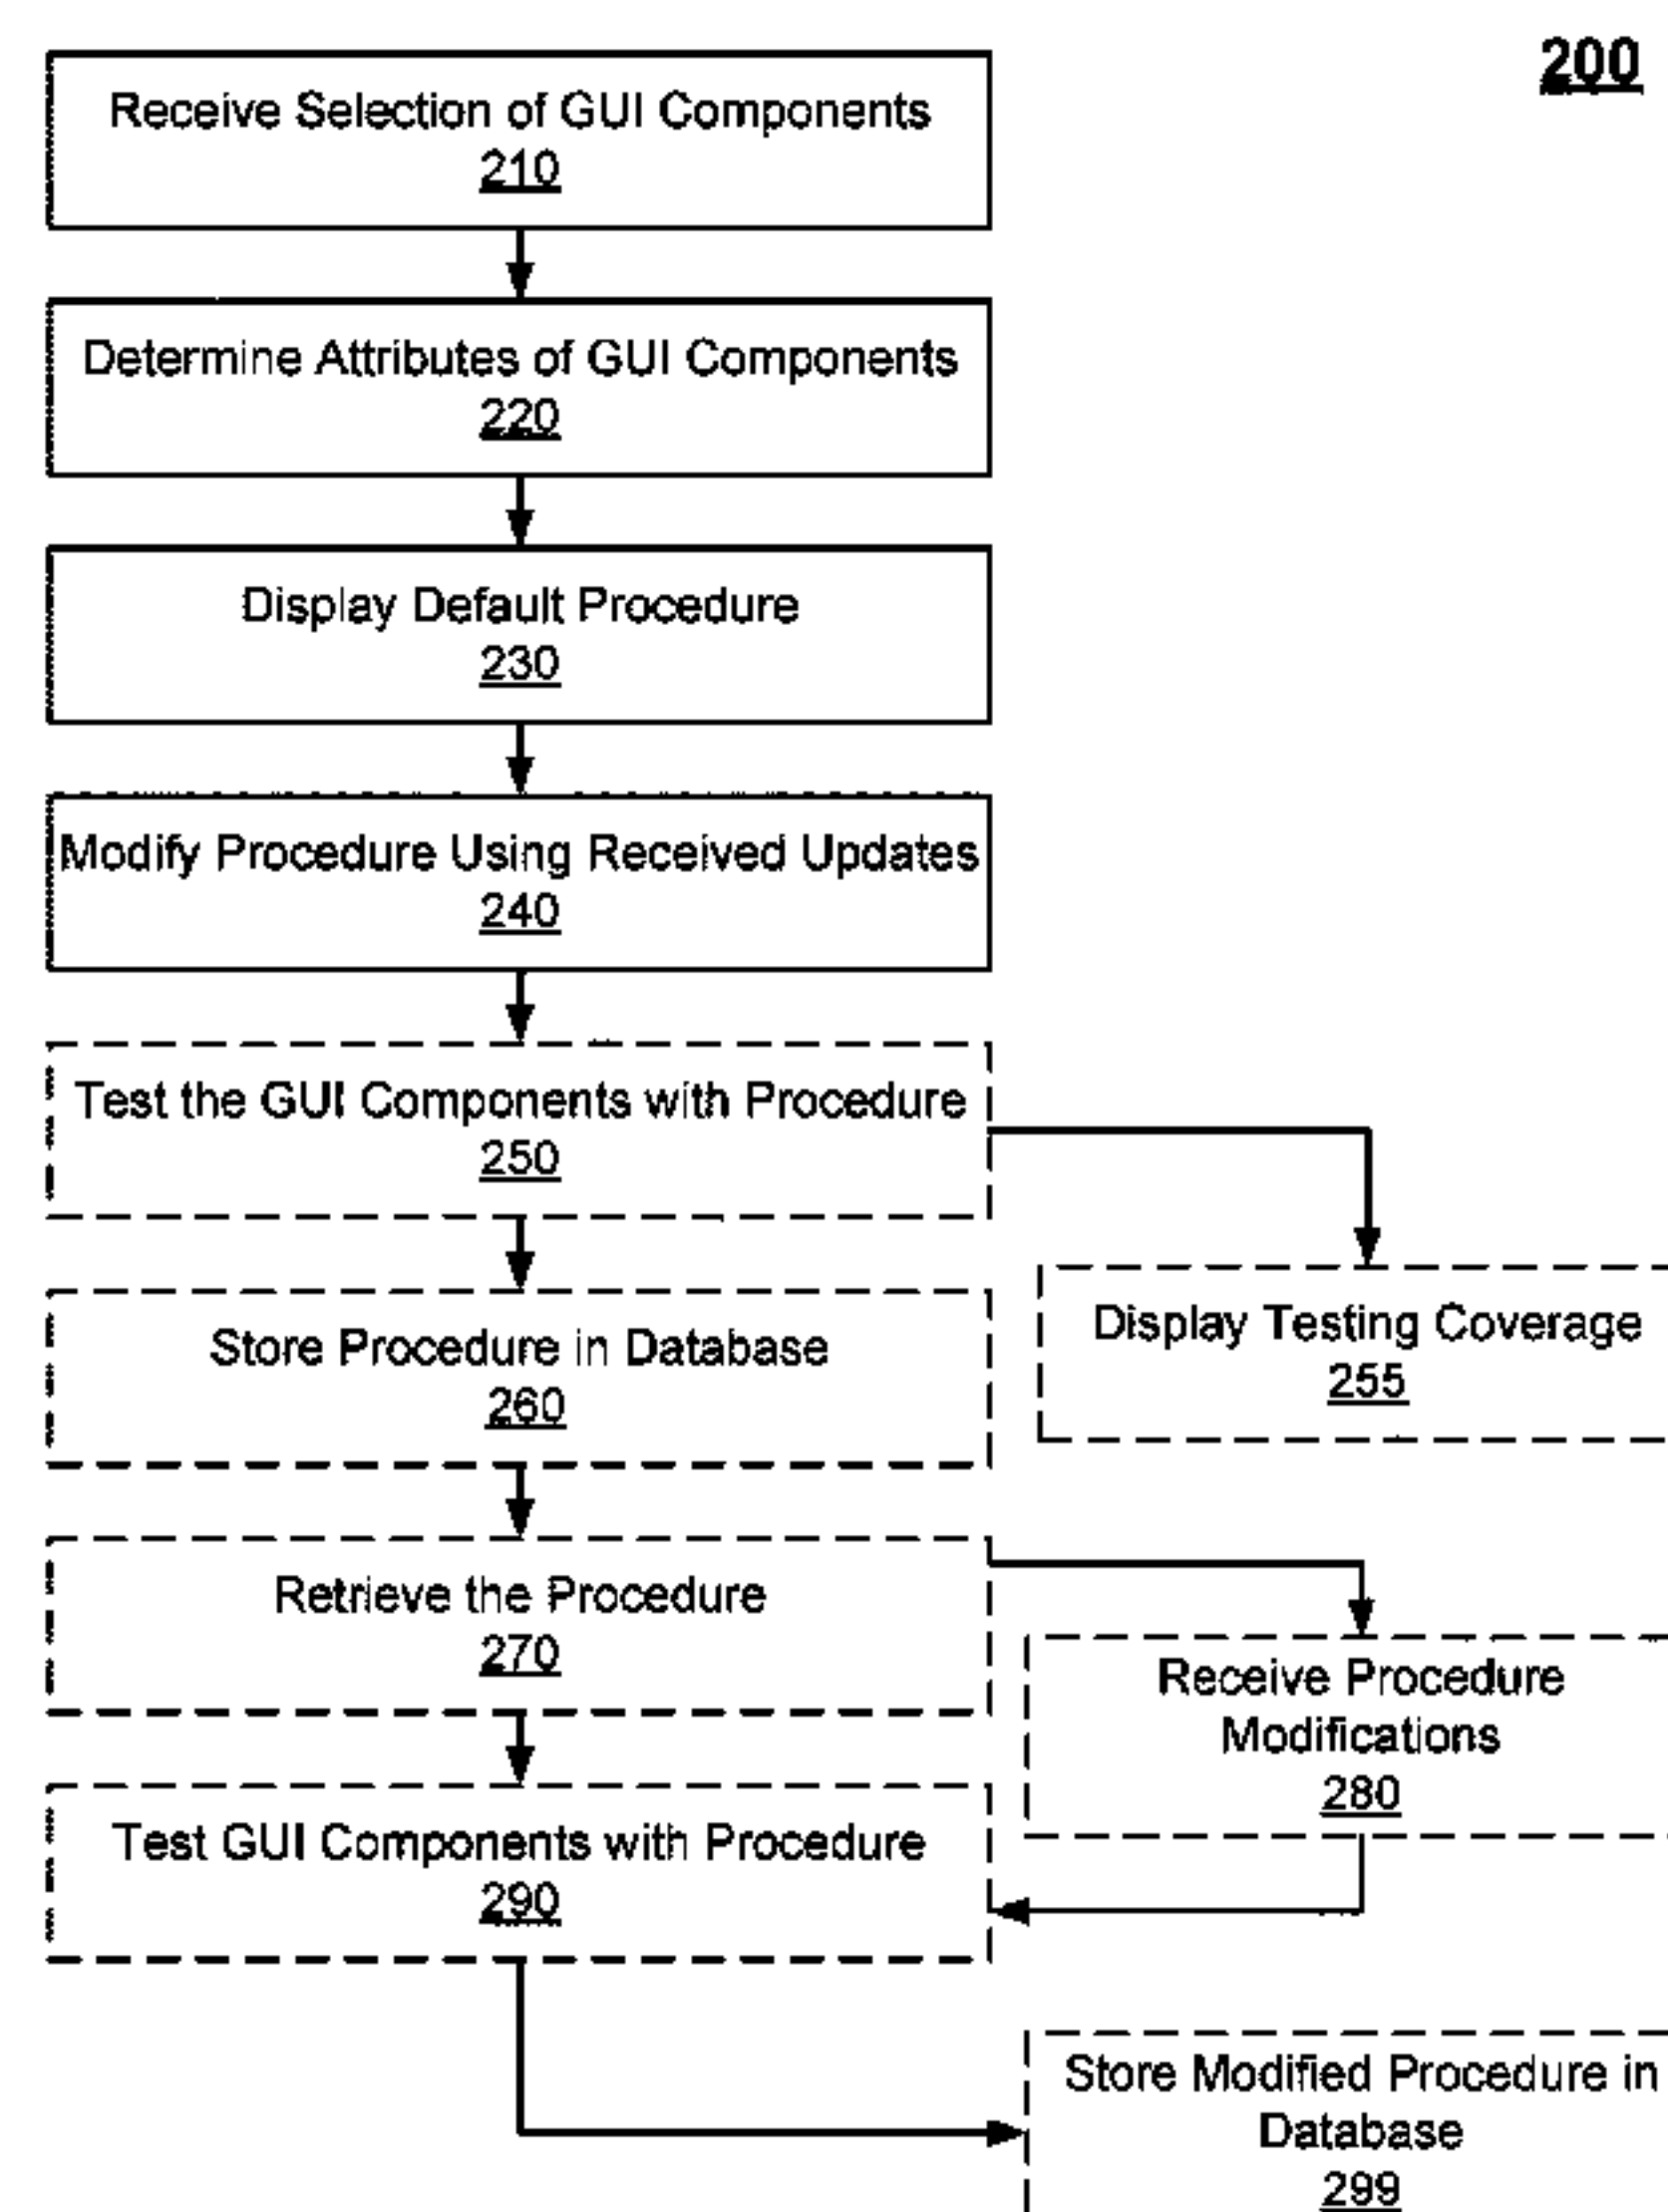 200
Receive Selection of GUI Components
210
Determine Attributes of GUI Components
220
Display Default Procedure
230
Modify Procedure Using Received Updates
240
Test the GUI Components with Procedure
250
Display Testing Coverage
255
Store Procedure in Database
260
Retrieve the Procedure
270
Receive Procedure
Modifications
280
Test GUI Components with Procedure
290
Store Modified Procedure in
Database
299